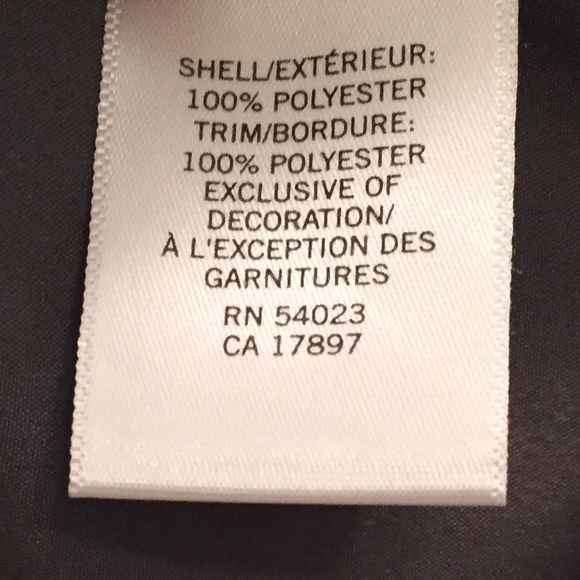 SHELL/EXTÉRIEUR:
100% POLYESTER
TRIM/BORDURE:
100% POLYESTER
EXCLUSIVE OF
DECORATION/
À L'EXCEPTION DES
GARNITURES
RN 54023
CA 17897